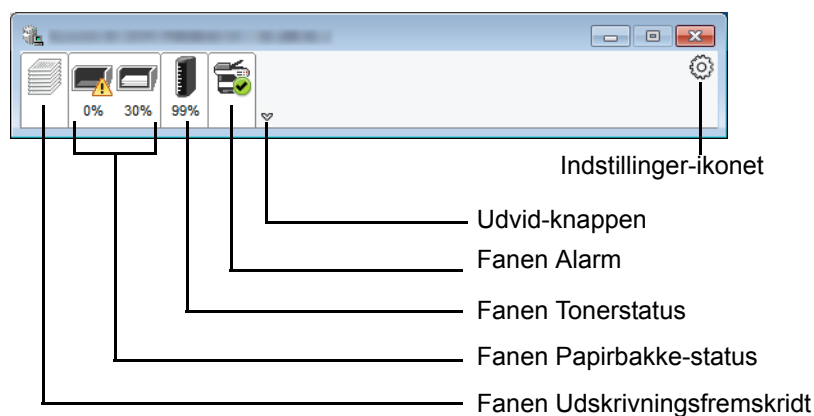 0% 30% 99%
Indstillinger-ikonet
Udvid-knappen
Fanen Alarm
Fanen Tonerstatus
Fanen Papirbakke-status
Fanen Udskrivningsfremskridt